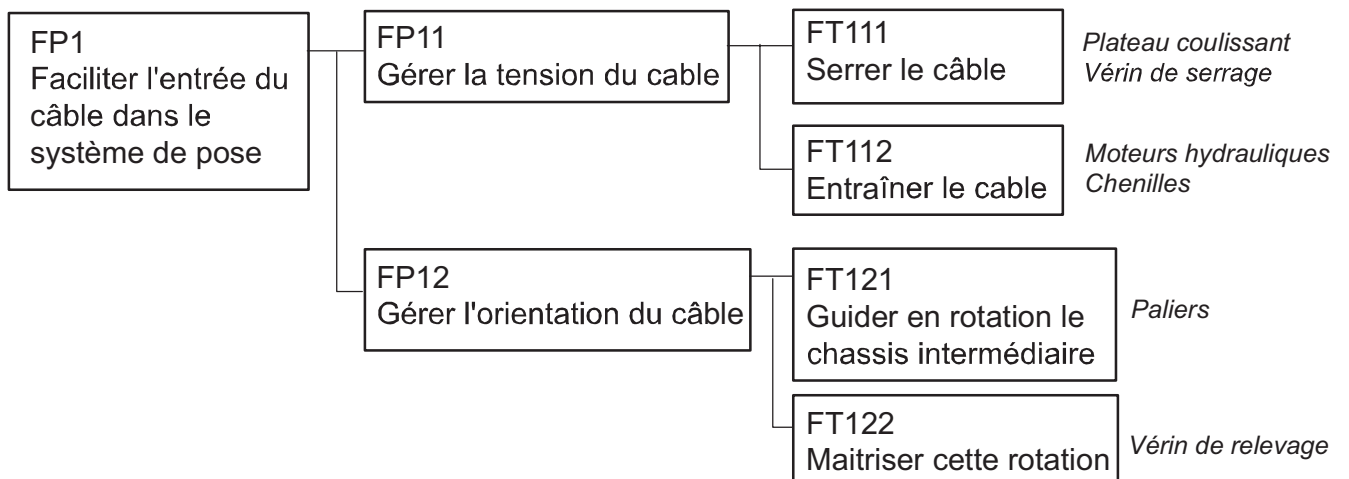 FP1
Faciliter l'entrée du
câble dans le
système de pose
FP11
Gérer la tension du cable
FT111
Serrer le câble
Plateau coulissant
Vérin de serrage
FT112
Entraîner le cable
Moteurs hydrauliques
Chenilles
FP12
Gérer l'orientation du câble
FT121
Guider en rotation le
chassis intermédiaire
Paliers
FT122
Maitriser cette rotation
Vérin de relevage